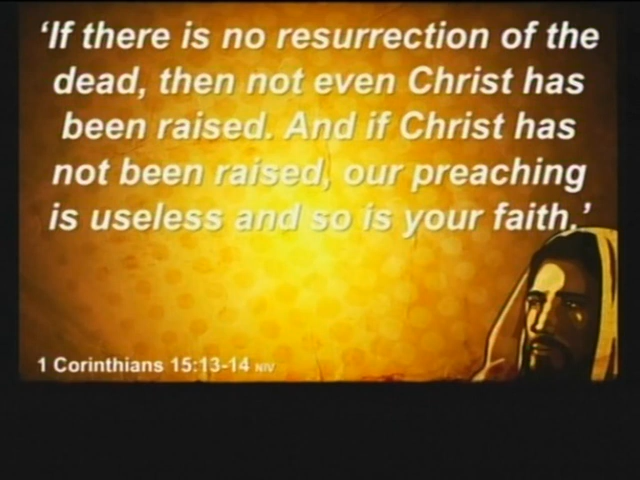 ‘If there is no resurrection of the
dead, then not even Christ has
been raised. And if Christ has
not been raised, our preaching
is useless and so is your faith.’
1 Corinthians 15:13-14 NIV